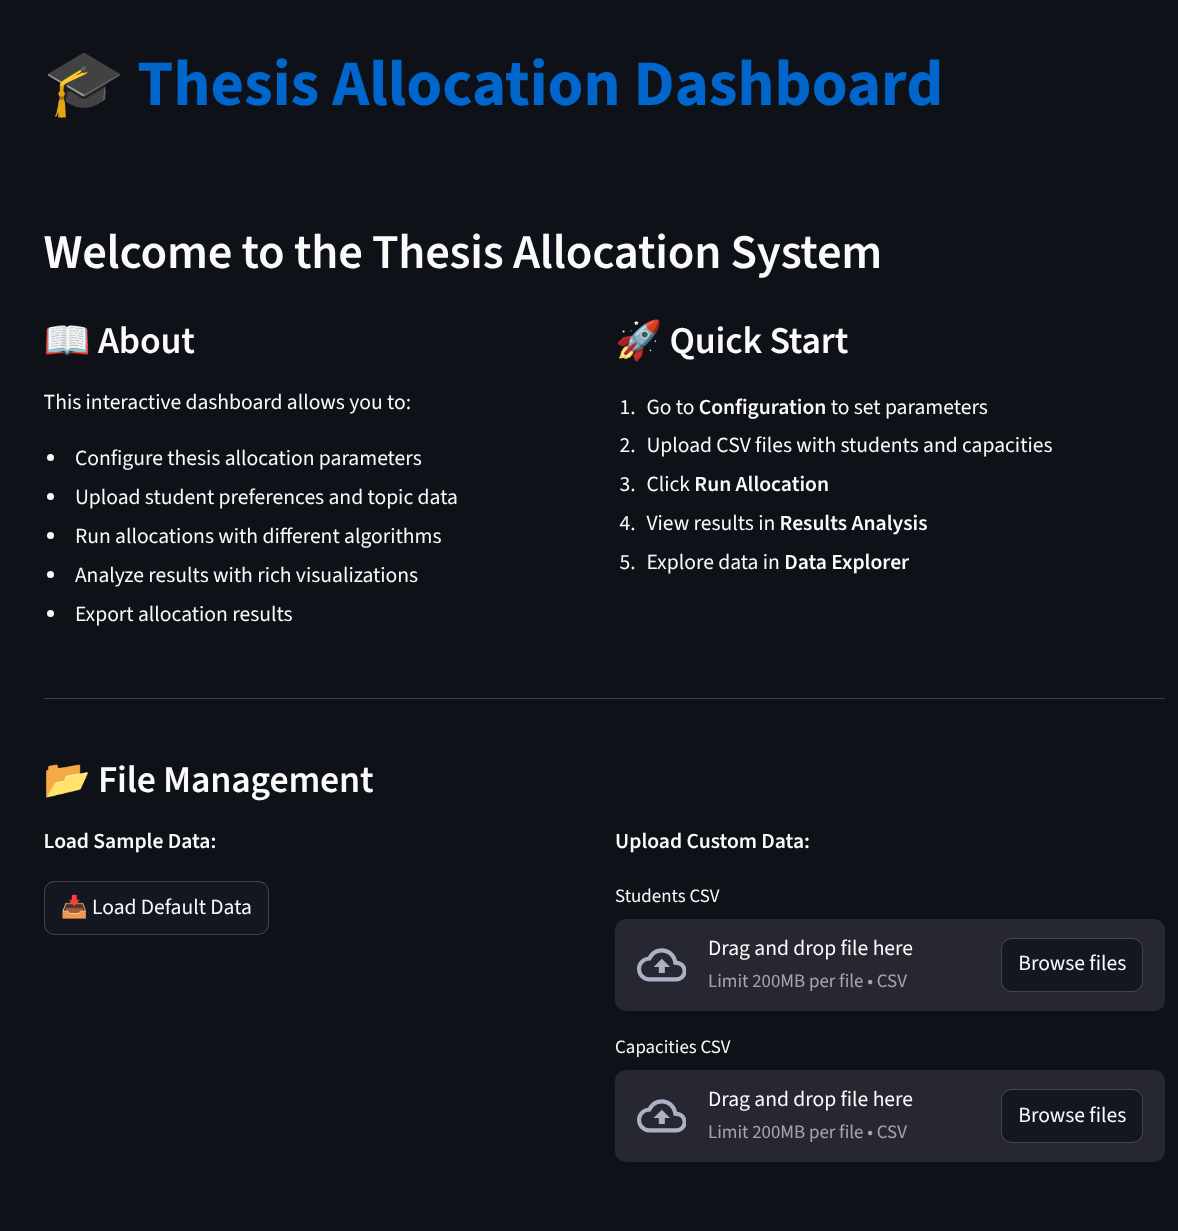 Thesis Allocation Dashboard
Welcome to the Thesis Allocation System
About
This interactive dashboard allows you to:
• Configure thesis allocation parameters
• Upload student preferences and topic data
• Run allocations with different algorithms
• Analyze results with rich visualizations
• Export allocation results
Quick Start
1. Go to Configuration to set parameters
2. Upload CSV files with students and capacities
3. Click Run Allocation
4. View results in Results Analysis
5. Explore data in Data Explorer
File Management
Load Sample Data:
Load Default Data
Upload Custom Data:
Students CSV
Drag and drop file here
Limit 200MB per file • CSV
Browse files
Capacities CSV
Drag and drop file here
Limit 200MB per file • CSV
Browse files